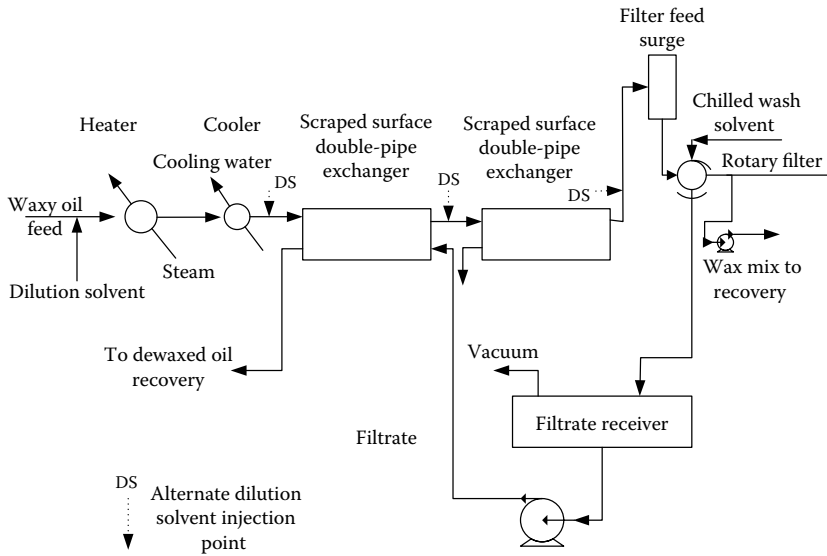 Filter feed
surge
Chilled wash
solvent
Heater
Cooler
Scraped surface
double-pipe
exchanger
Scraped surface
double-pipe
exchanger
Cooling water
DS
DS
DS
Rotary filter
Waxy oil
feed
Steam
Dilution solvent
Wax mix to
recovery
To dewaxed oil
recovery
Vacuum
Filtrate receiver
Filtrate
DS
Alternate dilution
solvent injection
point